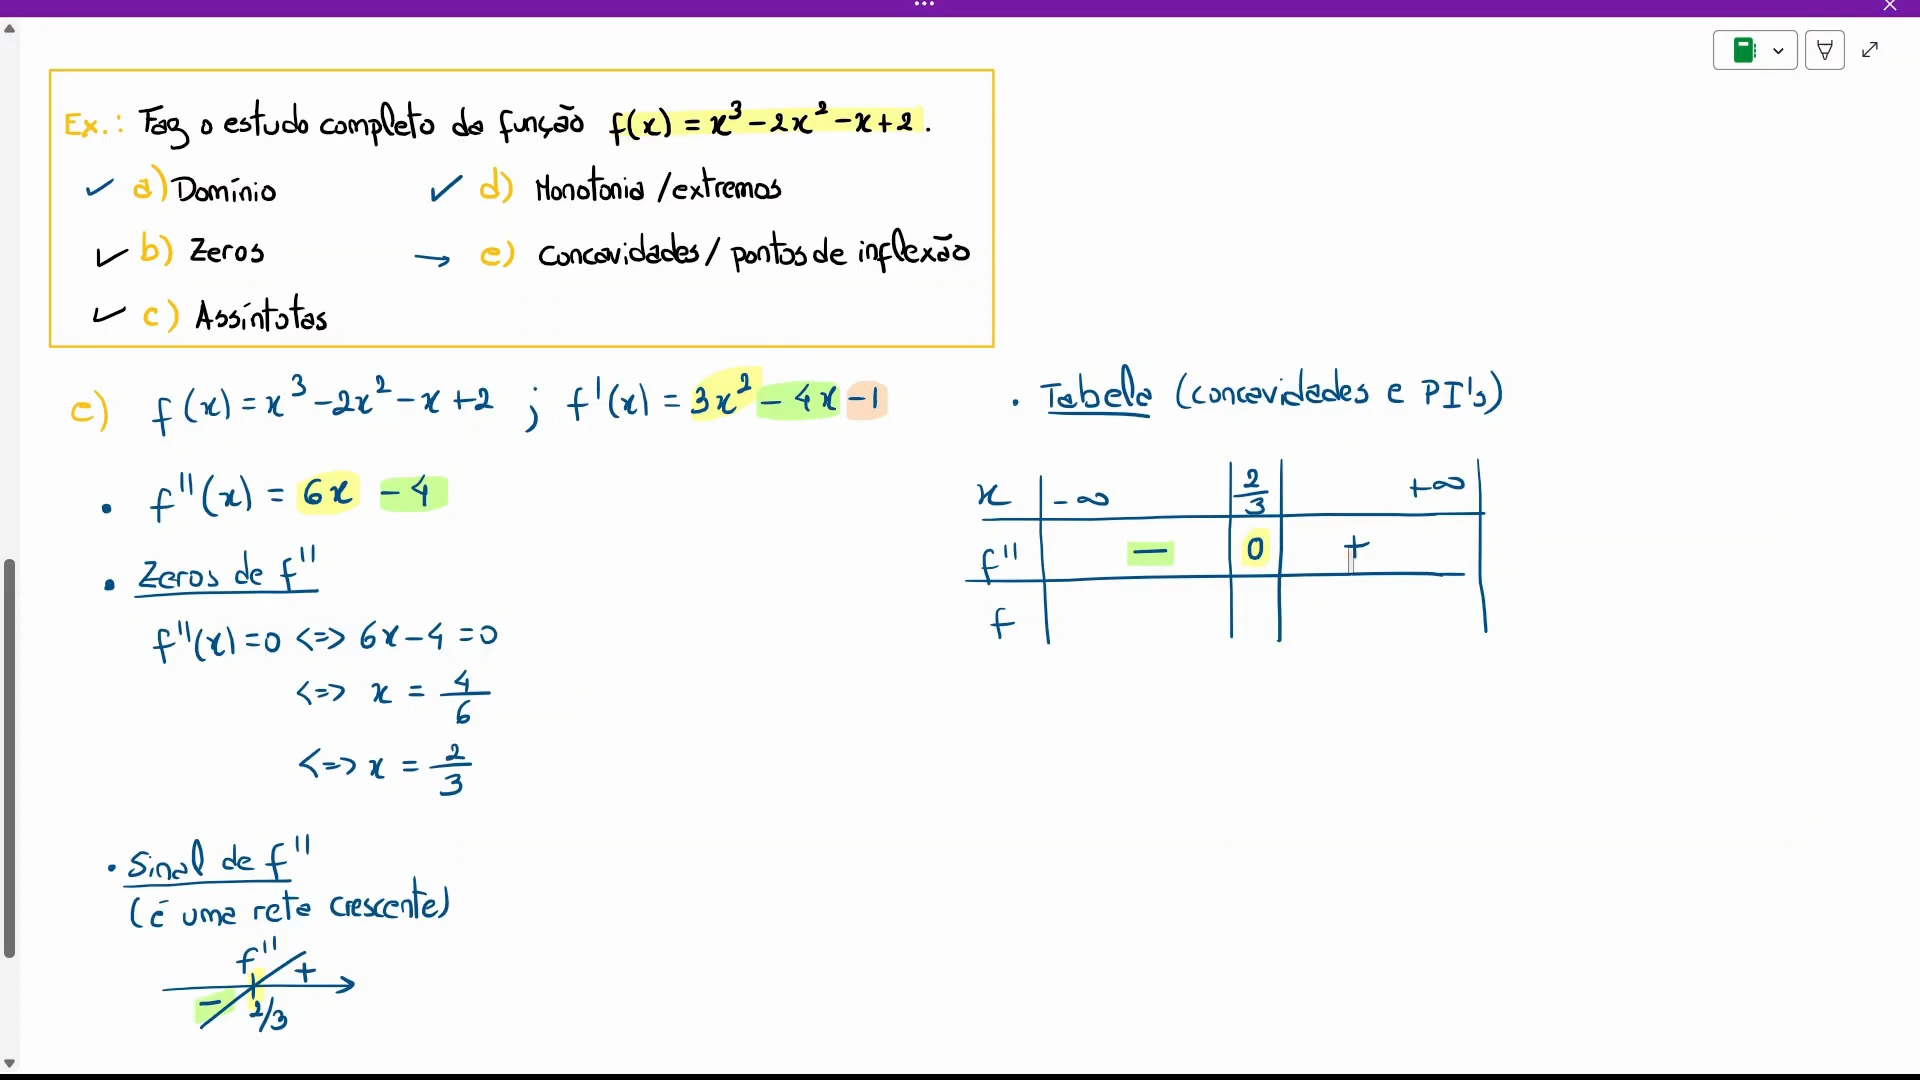 Ex.: Faz o estudo completo da função f(x) = x³ - 2x² - x + 2.
a) Domínio
d) Monotonia /extremos
b) Zeros
e) Concavidades / pontos de inflexão
c) Assíntotas
e) f(x) = x³ - 2x² - x + 2 ; f'(x) = 3x² - 4x - 1
• f''(x) = 6x - 4
• Zeros de f''
f''(x) = 0 <=> 6x - 4 = 0
<=> x = 4/6
<=> x = 2/3
• Sinal de f''
(é uma reta crescente)
f''
+
- 2/3
• Tabela (concavidades e PI's)
x -∞ 2/3 +∞
f'' - 0 +
f